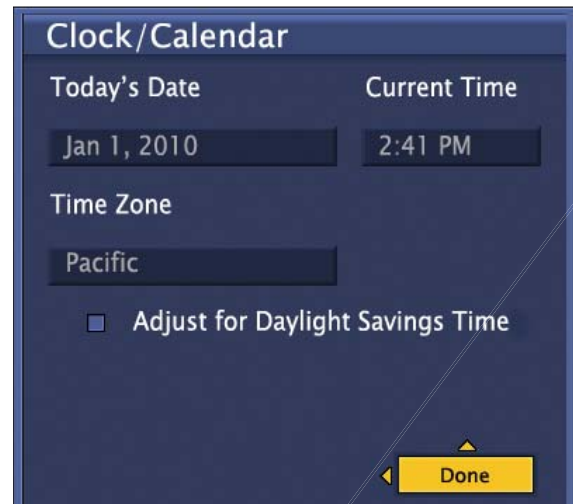 Clock/Calendar
Today's Date Current Time
Jan 1, 2010 2:41 PM
Time Zone
Pacific
Adjust for Daylight Savings Time
Done